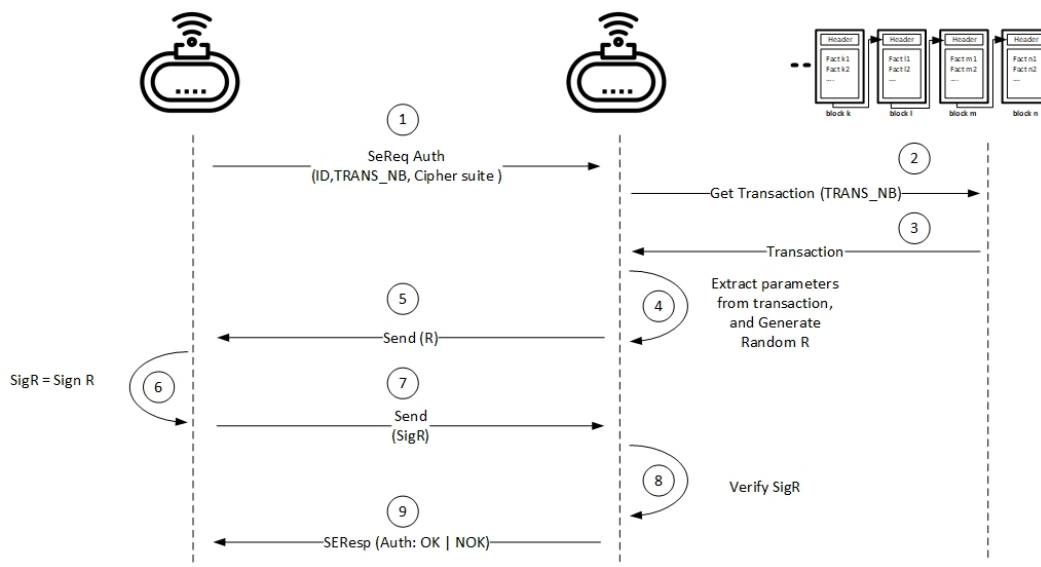 Header
Fact k1
Fact k2
....
block k
Header
Fact l1
Fact l2
....
block l
Header
Fact m1
Fact m2
....
block m
Header
Fact n1
Fact n2
....
block n
1
SeReq Auth
(ID,TRANS_NB, Cipher suite )
2
Get Transaction (TRANS_NB)
3
Transaction
4
Extract parameters
from transaction,
and Generate
Random R
5
Send (R)
6
SigR = Sign R
7
Send
(SigR)
8
Verify SigR
9
SEResp (Auth: OK | NOK)